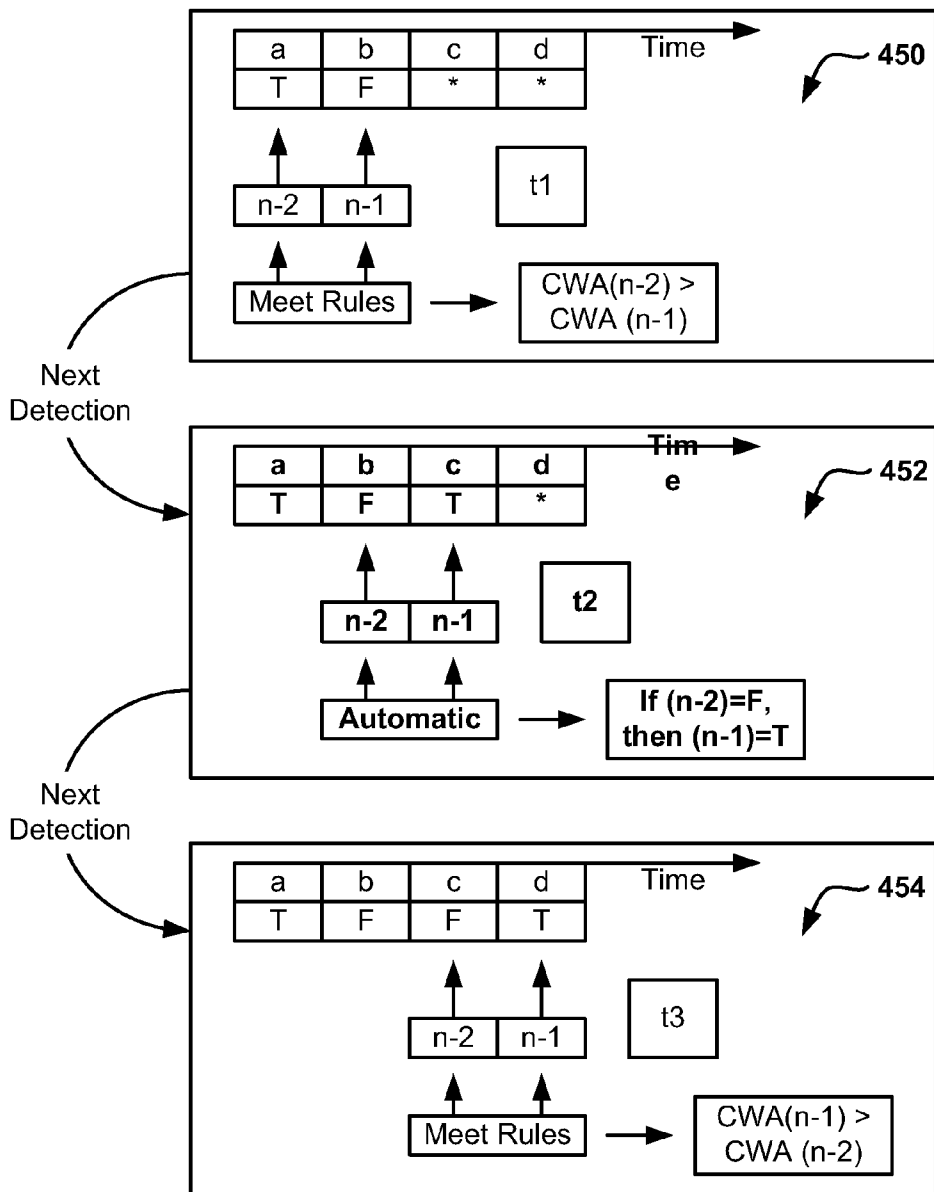 a b c d
Time
450
T F * *
t1
n-2 n-1
Meet Rules
CWA(n-2) >
CWA (n-1)
Next
Detection
a b c d
Tim
e
452
T F T *
t2
n-2 n-1
Automatic
If (n-2)=F,
then (n-1)=T
Next
Detection
a b c d
Time
454
T F F T
t3
n-2 n-1
Meet Rules
CWA(n-1) >
CWA (n-2)